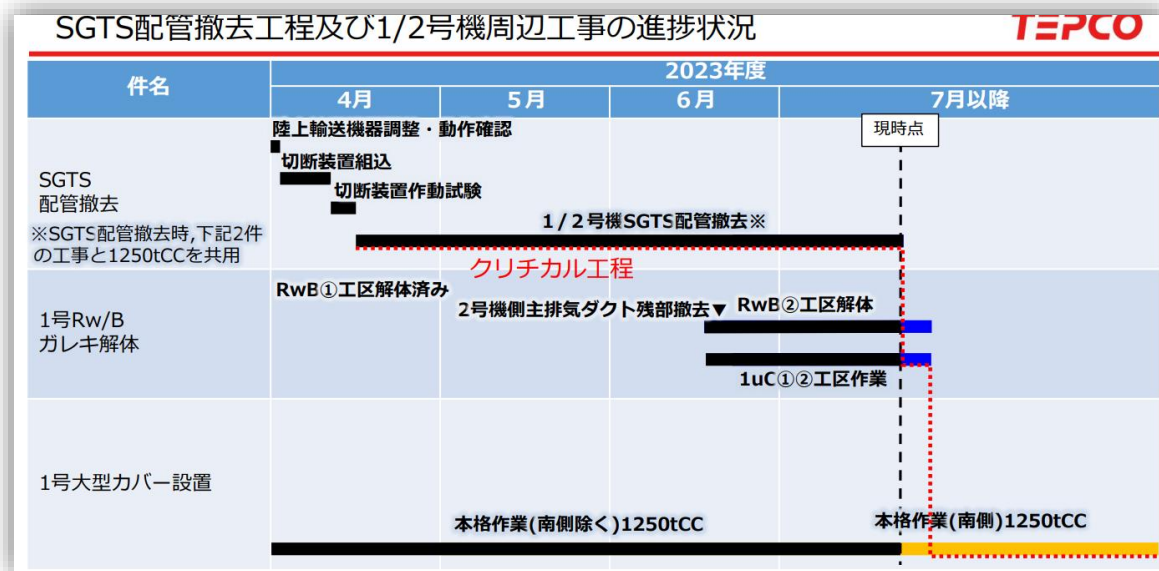 SGTS配管撤去工程及び1/2号機周辺工事の進捗状況
TEPCO
件名
2023年度
4月
5月
6月
7月以降
現時点
SGTS
配管撤去
※SGTS配管撤去時,下記2件
の工事と1250tCCを共用
陸上輸送機器調整・動作確認
切断装置組込
切断装置作動試験
1/2号機SGTS配管撤去※
クリチカル工程
1号Rw/B
ガレキ解体
RwB①工区解体済み
2号機側主排気ダクト残部撤去▼
RwB②工区解体
1uC①②工区作業
1号大型カバー設置
本格作業(南側除く)1250tCC
本格作業(南側)1250tCC